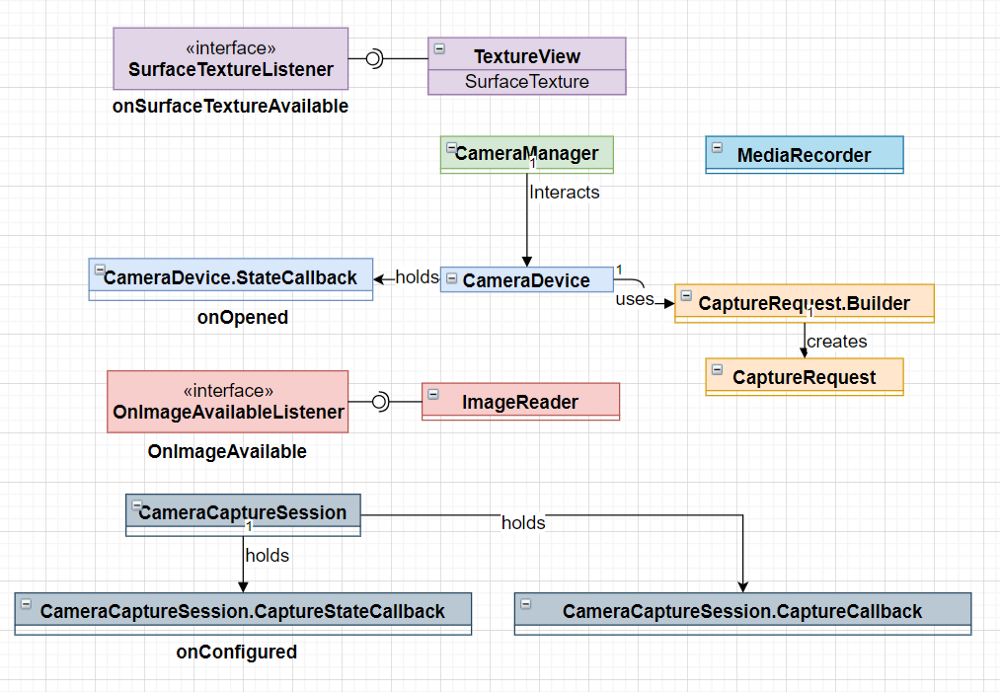 «interface»
SurfaceTextureListener
onSurfaceTextureAvailable
TextureView
SurfaceTexture
CameraManager
1
Interacts
MediaRecorder
CameraDevice.StateCallback
onOpened
holds
CameraDevice
1
uses
CaptureRequest.Builder
1
creates
CaptureRequest
«interface»
OnImageAvailableListener
OnImageAvailable
ImageReader
CameraCaptureSession
1
holds
holds
CameraCaptureSession.CaptureStateCallback
onConfigured
CameraCaptureSession.CaptureCallback